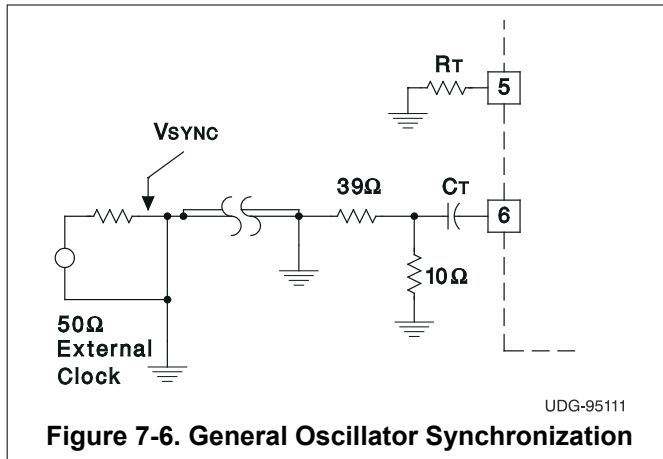 RT
5
VSYNC
39Ω
CT
6
10Ω
50Ω
External
Clock
UDG-95111
Figure 7-6. General Oscillator Synchronization